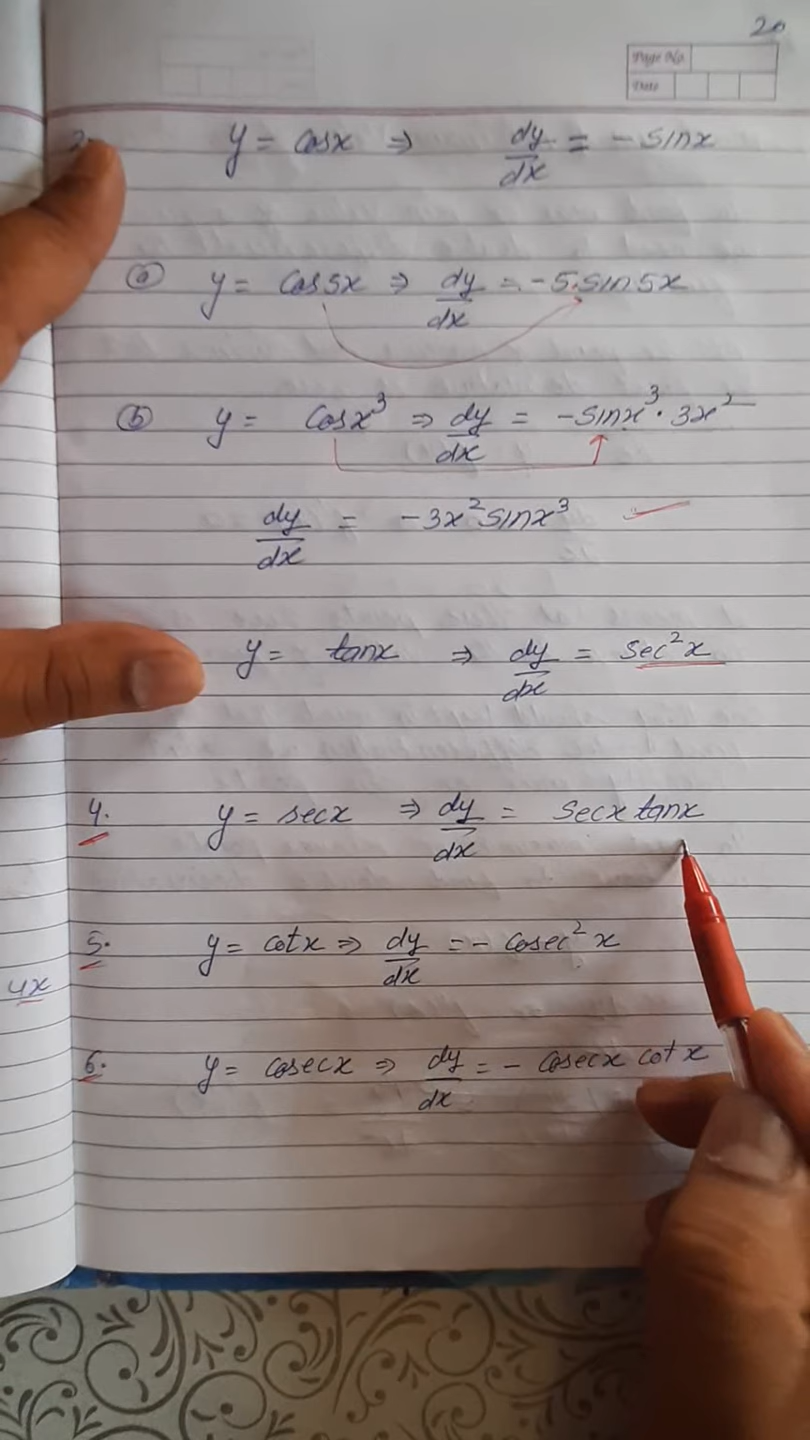 20
Page No.
Date
2.
y = cosx ⇒ dy/dx = - sinx
(a) y = cos5x ⇒ dy/dx = -5.sin5x
(b) y = cosx³ ⇒ dy/dx = -sinx³ · 3x²
dy/dx = -3x²sinx³
y = tanx ⇒ dy/dx = sec²x
4. y = secx ⇒ dy/dx = secx tanx
5. y = cotx ⇒ dy/dx = - cosec²x
4x
6. y = cosecx ⇒ dy/dx = - cosecx cotx